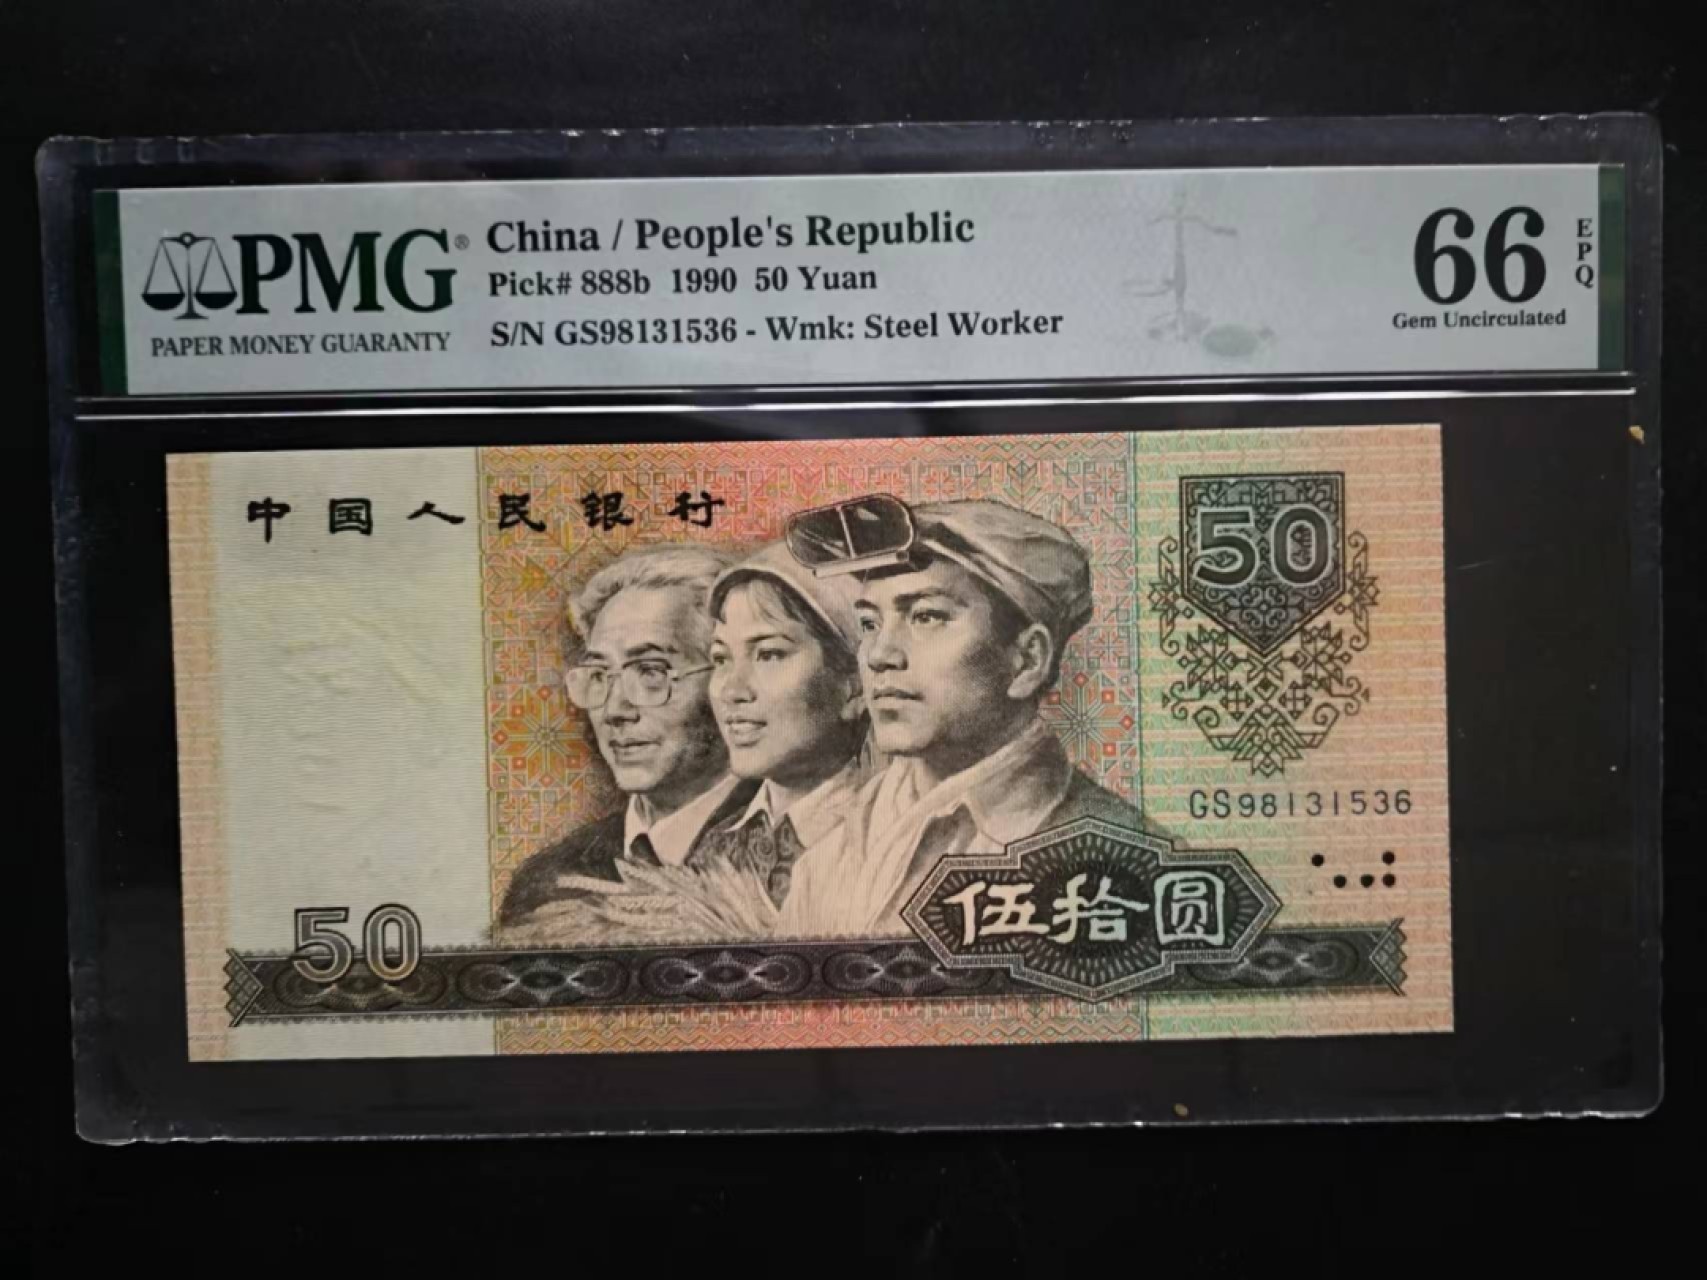 PMG®
PAPER MONEY GUARANTY
China / People's Republic
Pick# 888b 1990 50 Yuan
S/N GS98131536 - Wmk: Steel Worker
66
EPQ
Gem Uncirculated
中国人民银行
50
GS98131536
伍拾圆
50